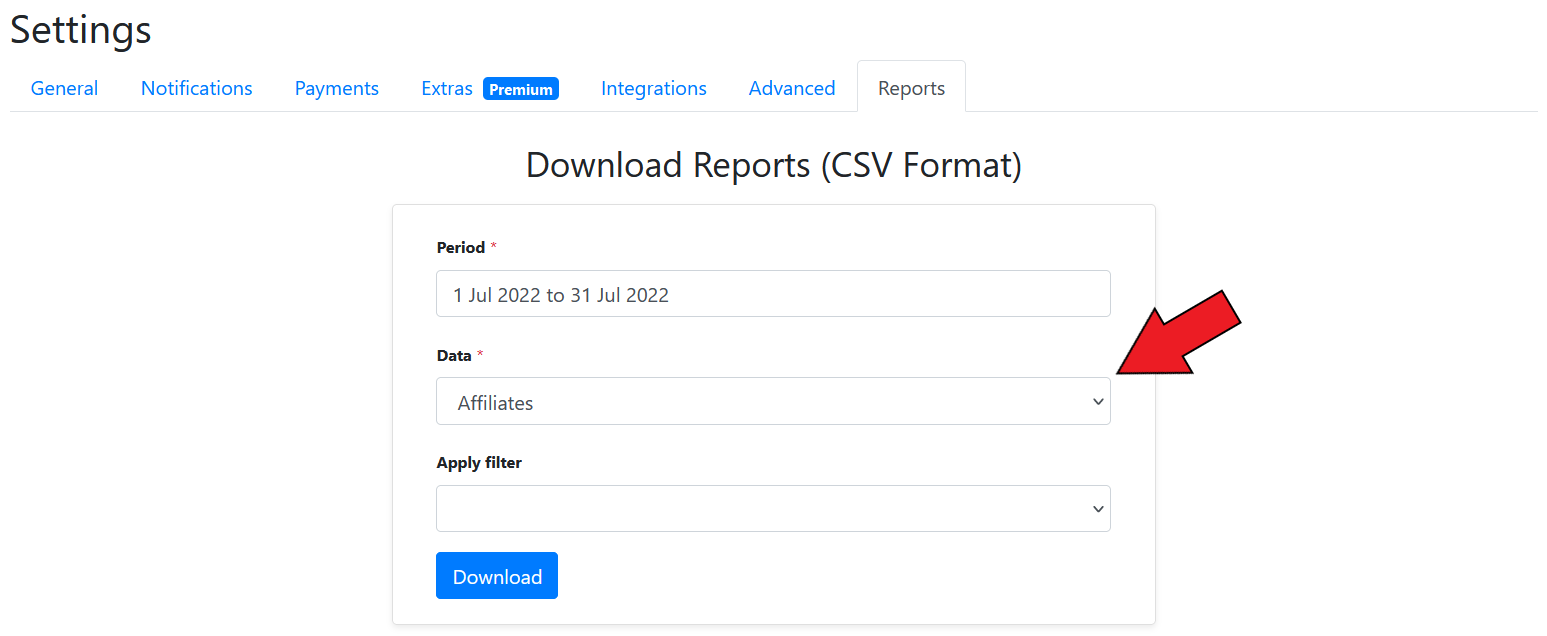 Settings
General Notifications Payments Extras Premium Integrations Advanced Reports
Download Reports (CSV Format)
Period *
1 Jul 2022 to 31 Jul 2022
Data *
Affiliates
Apply filter
Download